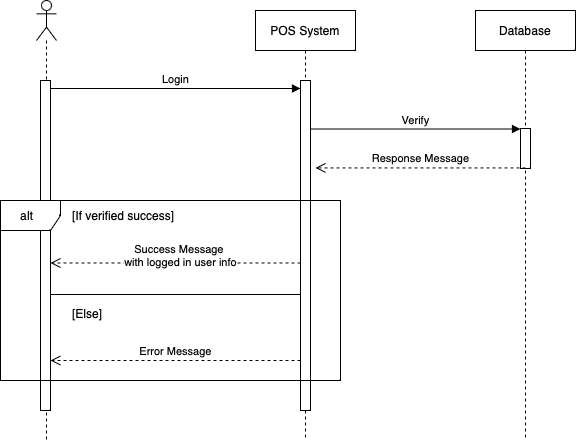 POS System
Database
Login
Verify
Response Message
alt
[If verified success]
Success Message
with logged in user info
[Else]
Error Message